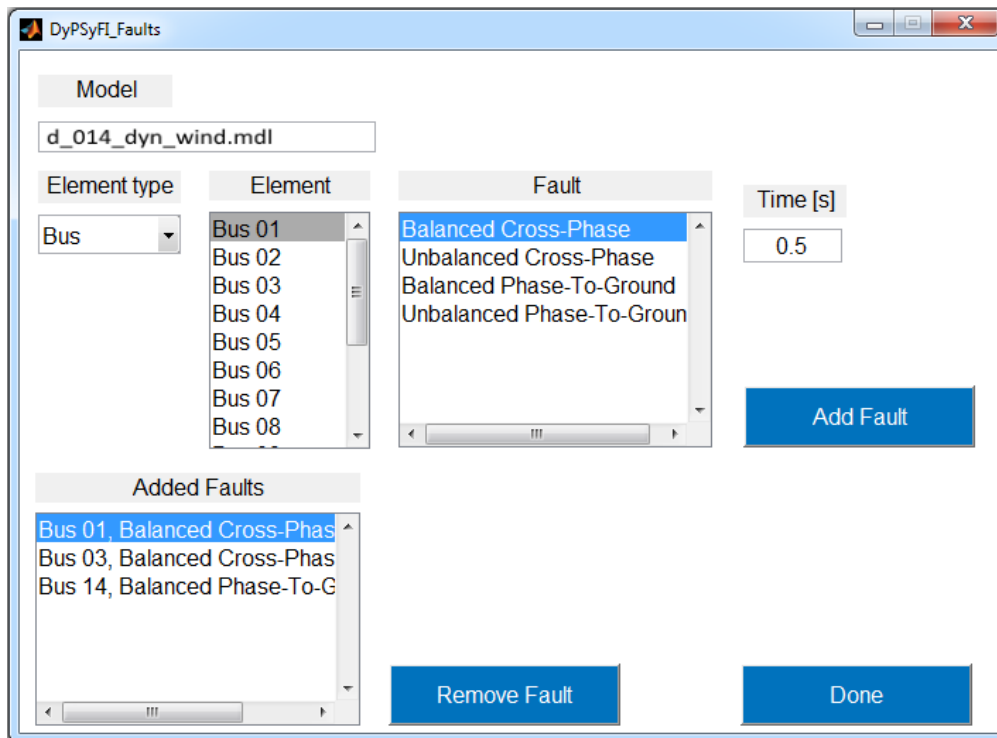 DyPSyFI_Faults
Model
d_014_dyn_wind.mdl
Element type
Element
Fault
Time [s]
Bus
Bus 01
Bus 02
Bus 03
Bus 04
Bus 05
Bus 06
Bus 07
Bus 08
Balanced Cross-Phase
Unbalanced Cross-Phase
Balanced Phase-To-Ground
Unbalanced Phase-To-Groun
0.5
Add Fault
Added Faults
Bus 01, Balanced Cross-Phas
Bus 03, Balanced Cross-Phas
Bus 14, Balanced Phase-To-G
Remove Fault
Done